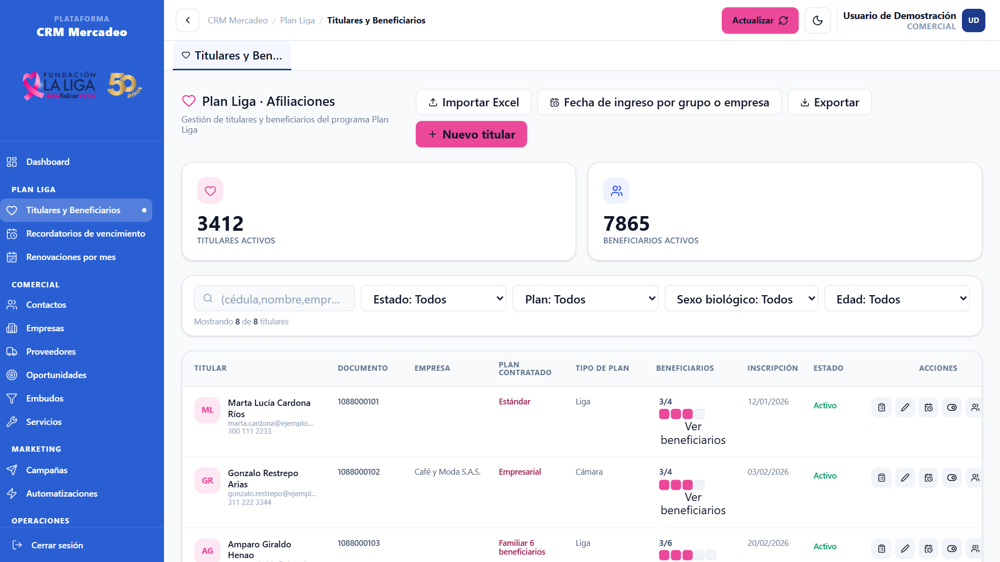 PLATAFORMA
CRM Mercadeo
FUNDACIÓN
LA LIGA
AmaSalvarVidas
50 años
Dashboard
PLAN LIGA
Titulares y Beneficiarios
Recordatorios de vencimiento
Renovaciones por mes
COMERCIAL
Contactos
Empresas
Proveedores
Oportunidades
Embudos
Servicios
MARKETING
Campañas
Automatizaciones
OPERACIONES
Cerrar sesión
CRM Mercadeo / Plan Liga / Titulares y Beneficiarios
Actualizar
Usuario de Demostración
COMERCIAL
UD
Titulares y Ben...
Plan Liga · Afiliaciones
Gestión de titulares y beneficiarios del programa Plan
Liga
Importar Excel
Fecha de ingreso por grupo o empresa
Exportar
+ Nuevo titular
3412
TITULARES ACTIVOS
7865
BENEFICIARIOS ACTIVOS
(cédula,nombre,empr...
Estado: Todos
Plan: Todos
Sexo biológico: Todos
Edad: Todos
Mostrando 8 de 8 titulares
TITULAR DOCUMENTO EMPRESA PLAN CONTRATADO TIPO DE PLAN BENEFICIARIOS INSCRIPCIÓN ESTADO ACCIONES
ML
Marta Lucía Cardona
Ríos
marta.cardona@ejemplo....
300 111 2233
1088000101
Estándar
Liga
3/4
Ver
beneficiarios
12/01/2026
Activo
GR
Gonzalo Restrepo
Arias
gonzalo.restrepo@ejempl...
311 222 3344
1088000102
Café y Moda S.A.S.
Empresarial
Cámara
3/4
Ver
beneficiarios
03/02/2026
Activo
AG
Amparo Giraldo
Henao
1088000103
Familiar 6
beneficiarios
Liga
3/6
20/02/2026
Activo